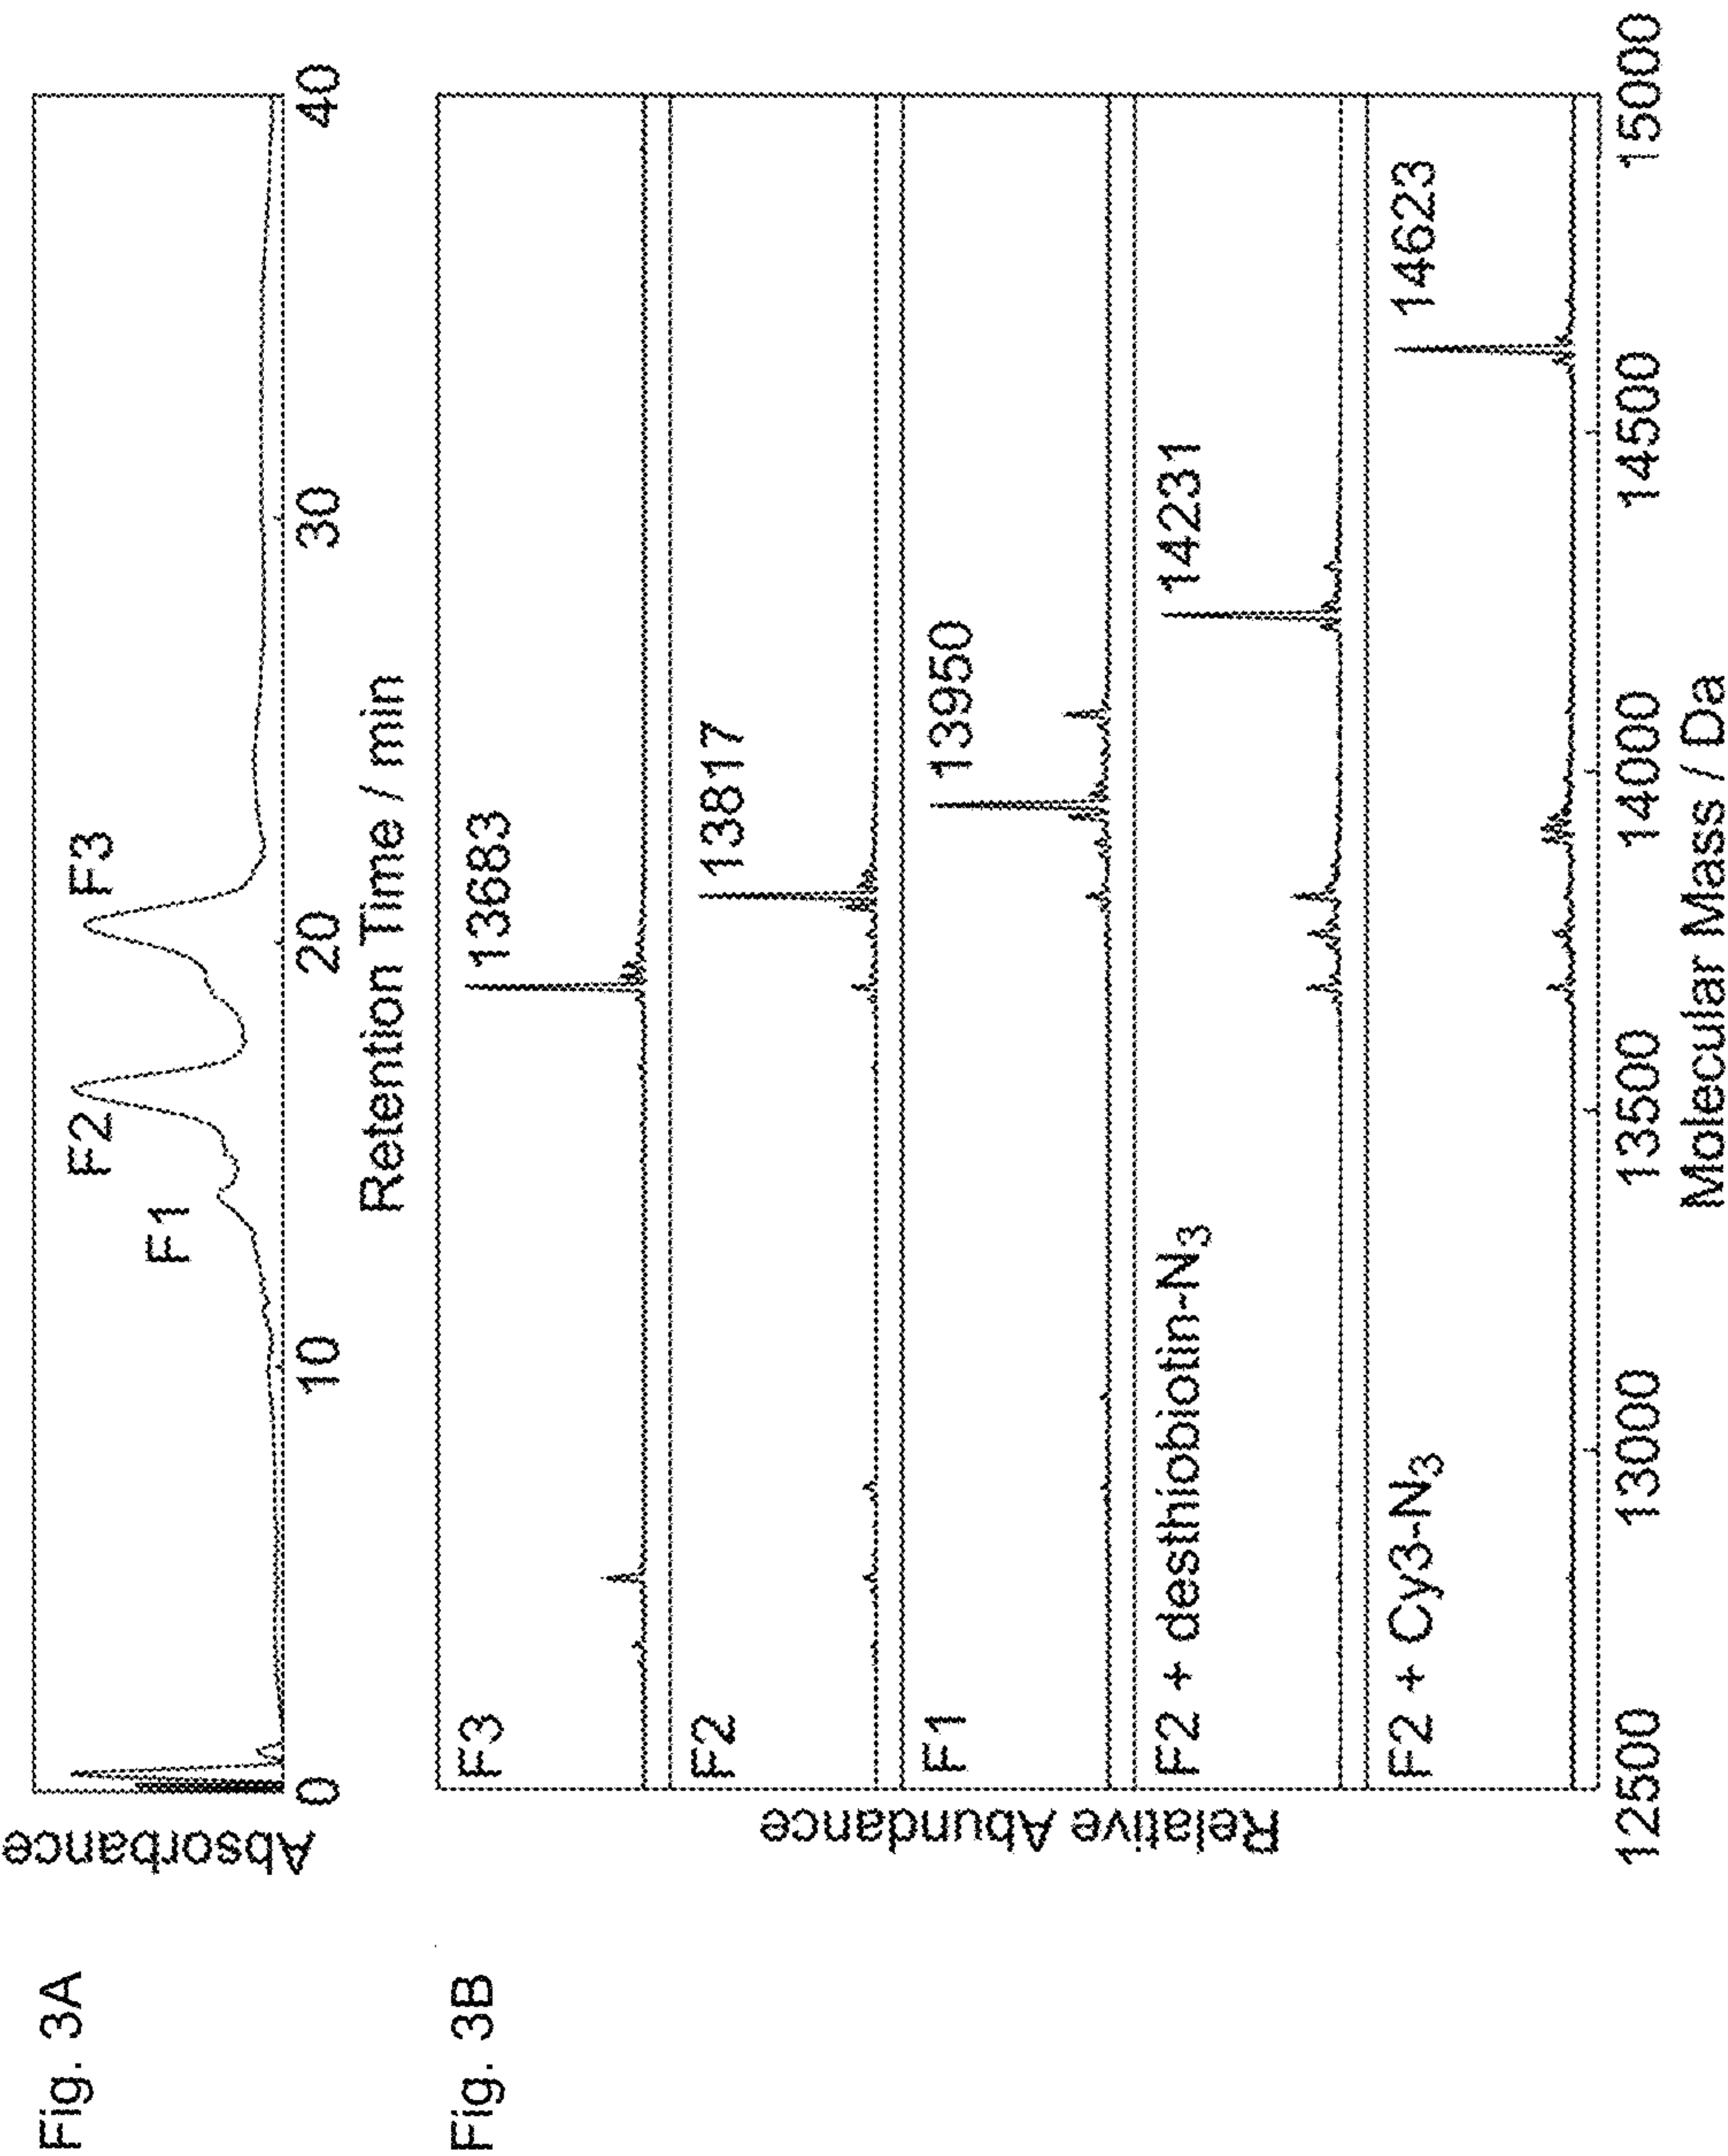 Fig. 3A
Absorbance
F1
F2
F3
0
10
20
30
40
Retention Time / min
Fig. 3B
Relative Abundance
F3
13683
F2
13817
F1
13950
F2 + desthiobiotin-N3
14231
F2 + Cy3-N3
14623
12500
13000
13500
14000
14500
15000
Molecular Mass / Da